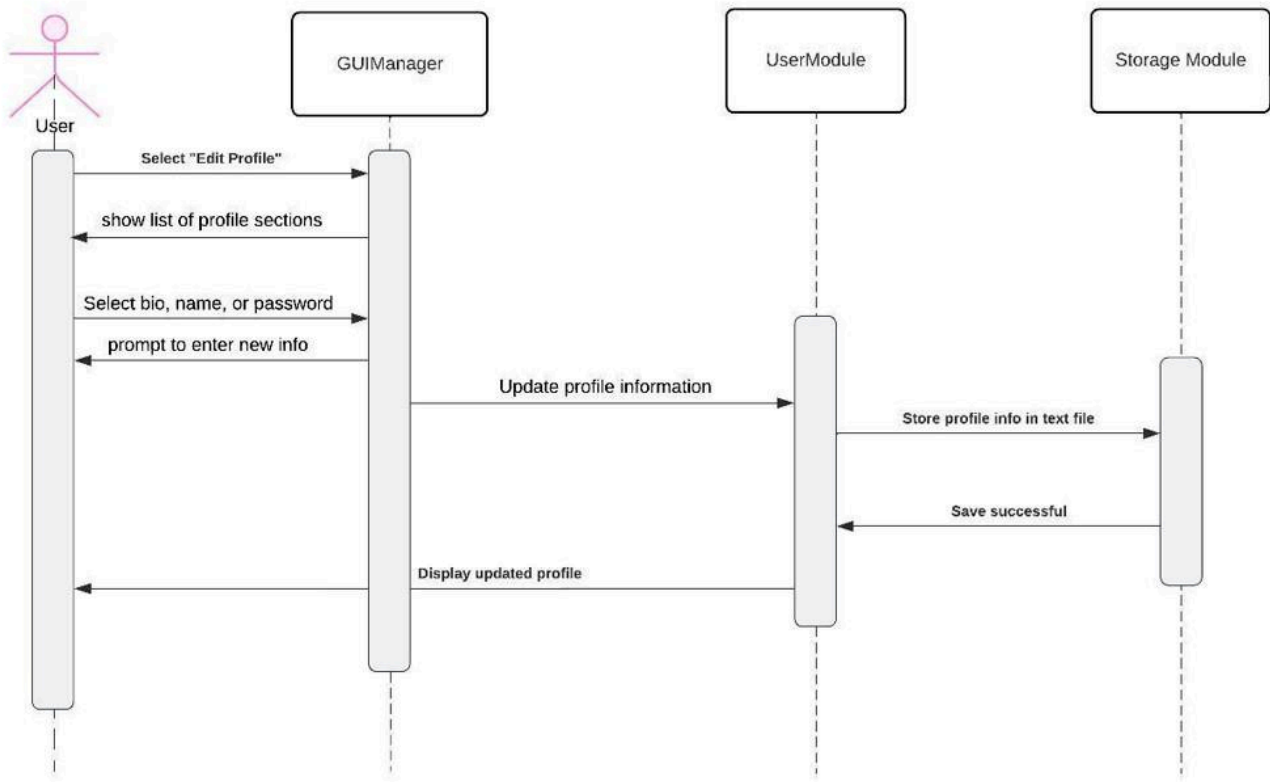 GUIManager
UserModule
Storage Module
User
Select "Edit Profile"
show list of profile sections
Select bio, name, or password
prompt to enter new info
Update profile information
Store profile info in text file
Save successful
Display updated profile